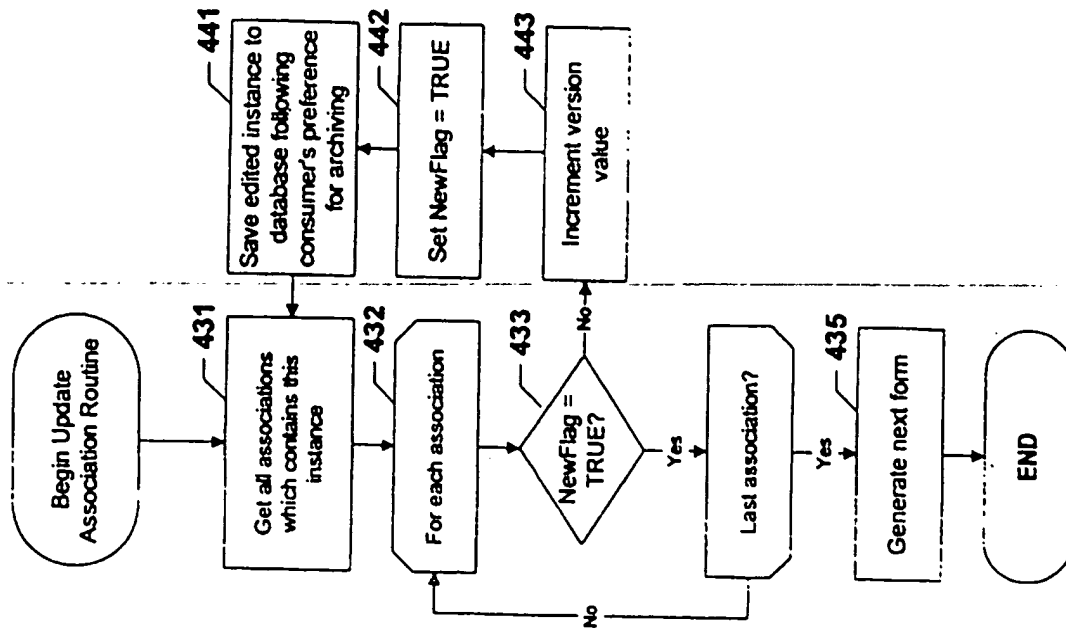 Begin Update
Association Routine
431
Get all associations
which contains this
instance
432
For each association
433
NewFlag =
TRUE?
No
Yes
Last association?
No
Yes
435
Generate next form
END
441
Save edited instance to
database following
consumer's preference
for archiving
442
Set NewFlag = TRUE
443
Increment version
value